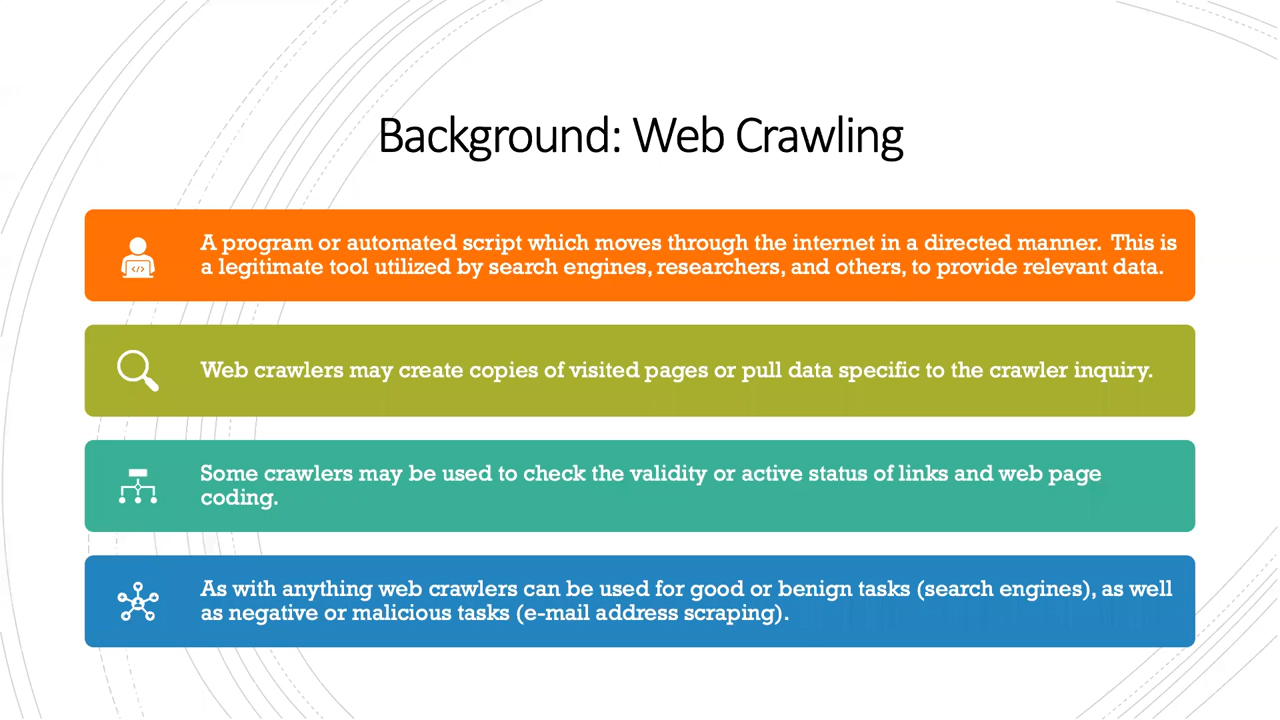 Background: Web Crawling
A program or automated script which moves through the internet in a directed manner.  This is
a legitimate tool utilized by search engines, researchers, and others, to provide relevant data.
Web crawlers may create copies of visited pages or pull data specific to the crawler inquiry.
Some crawlers may be used to check the validity or active status of links and web page
coding.
As with anything web crawlers can be used for good or benign tasks (search engines), as well
as negative or malicious tasks (e-mail address scraping).